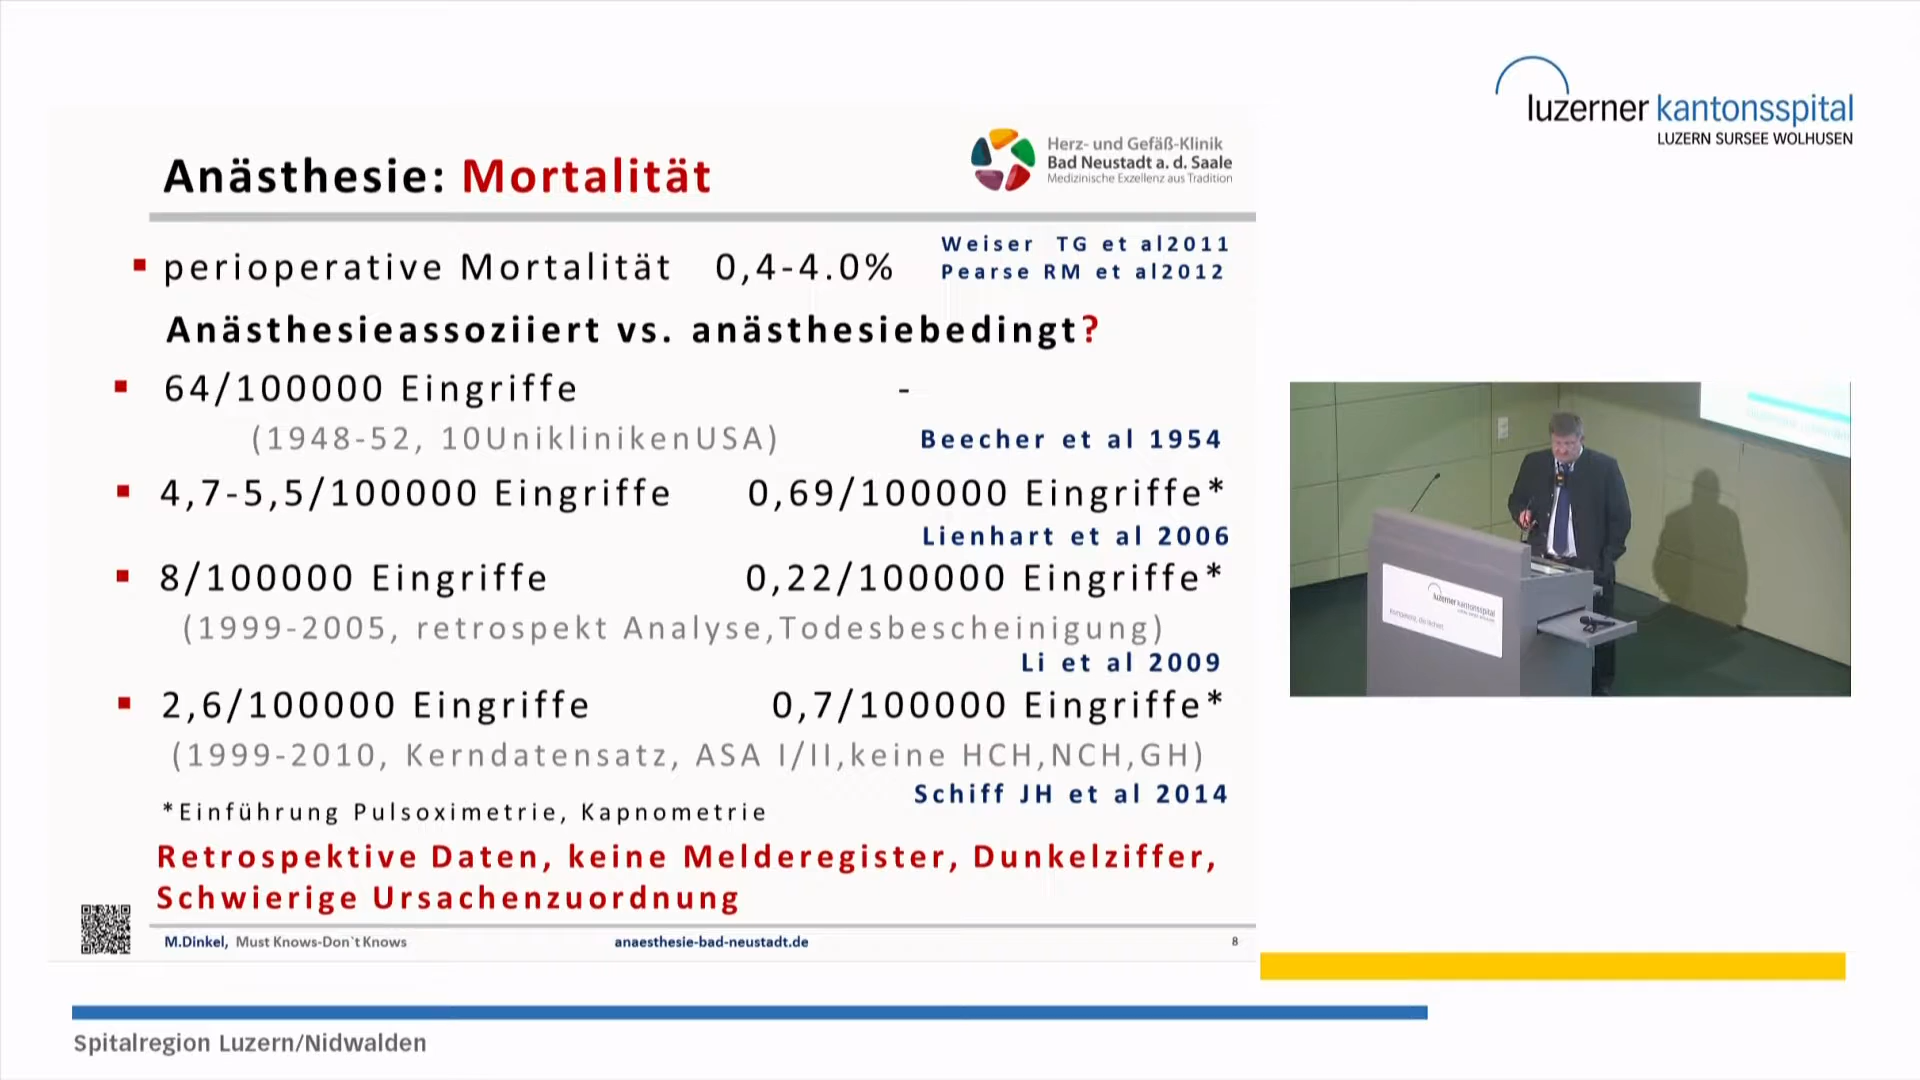 luzerner kantonsspital
LUZERN SURSEE WOLHUSEN
Herz- und Gefäß-Klinik
Bad Neustadt a. d. Saale
Medizinische Exzellenz aus Tradition
Anästhesie: Mortalität
perioperative Mortalität 0,4-4.0%
Weiser TG et al2011
Pearse RM et al2012
Anästhesieassoziiert vs. anästhesiebedingt?
64/100000 Eingriffe -
(1948-52, 10UniklinikenUSA)
Beecher et al 1954
4,7-5,5/100000 Eingriffe 0,69/100000 Eingriffe*
Lienhart et al 2006
8/100000 Eingriffe 0,22/100000 Eingriffe*
(1999-2005, retrospekt Analyse,Todesbescheinigung)
Li et al 2009
2,6/100000 Eingriffe 0,7/100000 Eingriffe*
(1999-2010, Kerndatensatz, ASA I/II,keine HCH,NCH,GH)
Schiff JH et al 2014
*Einführung Pulsoximetrie, Kapnometrie
Retrospektive Daten, keine Melderegister, Dunkelziffer,
Schwierige Ursachenzuordnung
M.Dinkel, Must Knows-Don`t Knows
anaesthesie-bad-neustadt.de
8
luzerner kantonsspital
Spitalregion Luzern/Nidwalden